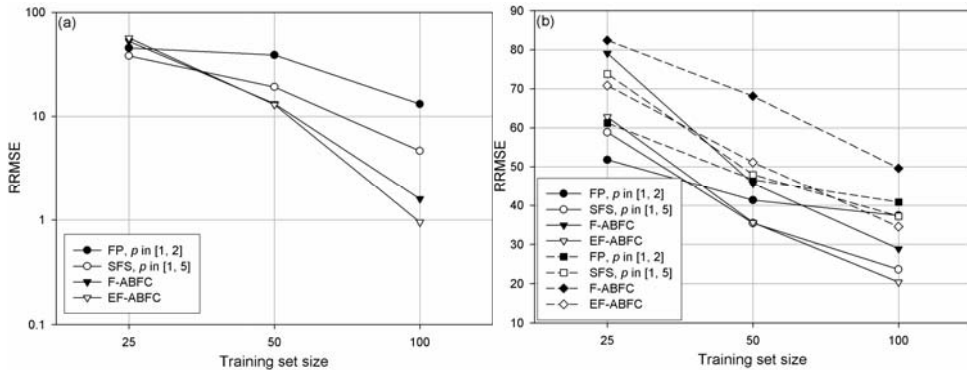 (a)
100
10
1
0.1
RRMSE
FP, p in [1, 2]
SFS, p in [1, 5]
F-ABFC
EF-ABFC
25
50
100
Training set size
(b)
90
80
70
60
50
40
30
20
10
RRMSE
FP, p in [1, 2]
SFS, p in [1, 5]
F-ABFC
EF-ABFC
FP, p in [1, 2]
SFS, p in [1, 5]
F-ABFC
EF-ABFC
25
50
100
Training set size